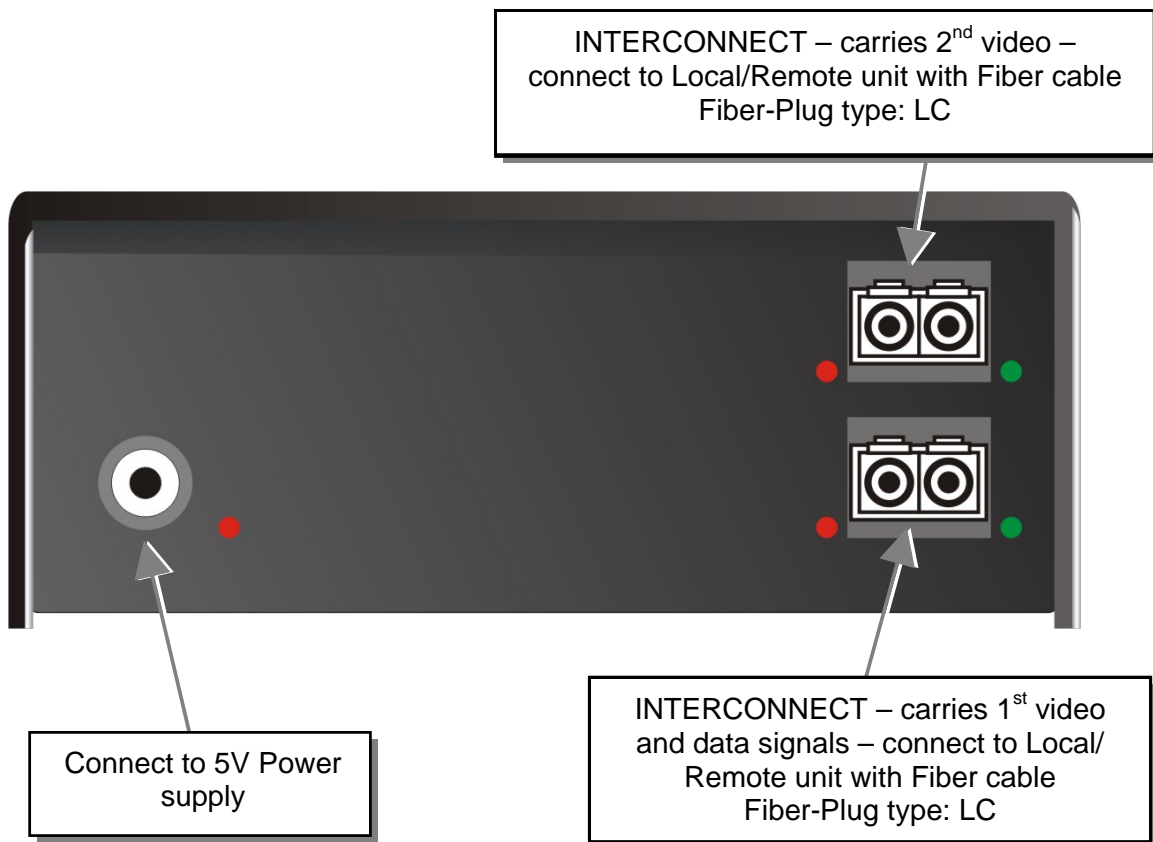 INTERCONNECT – carries 2nd video –
connect to Local/Remote unit with Fiber cable
Fiber-Plug type: LC
Connect to 5V Power
supply
INTERCONNECT – carries 1st video
and data signals – connect to Local/
Remote unit with Fiber cable
Fiber-Plug type: LC